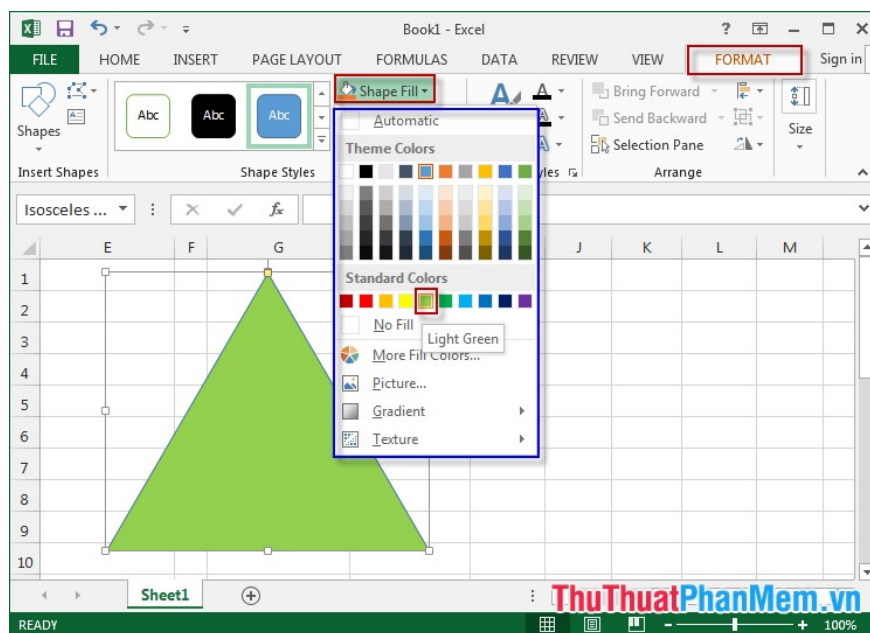 Book1 - Excel
?
Sign in
FILE HOME INSERT PAGE LAYOUT FORMULAS DATA REVIEW VIEW FORMAT
Shapes
Abc Abc Abc
Shape Fill
A A
Bring Forward
Send Backward
Selection Pane
Size
Insert Shapes Shape Styles Arrange
Automatic
Theme Colors
Isosceles ... fx
E F G J K L M
Standard Colors
No Fill
Light Green
More Fill Colors...
Picture...
Gradient
Texture
1
2
3
4
5
6
7
8
9
10
Sheet1
ThuThuatPhanMem.vn
READY 100%